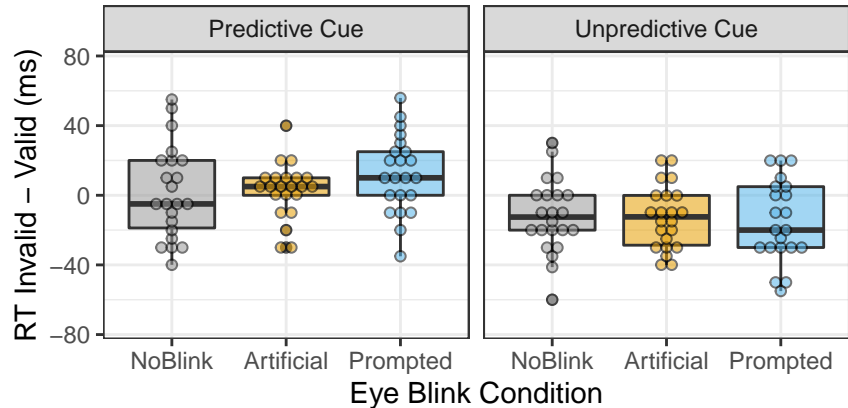 Predictive Cue
Unpredictive Cue
RT Invalid − Valid (ms)
80
40
0
−40
−80
NoBlink Artificial Prompted
NoBlink Artificial Prompted
Eye Blink Condition